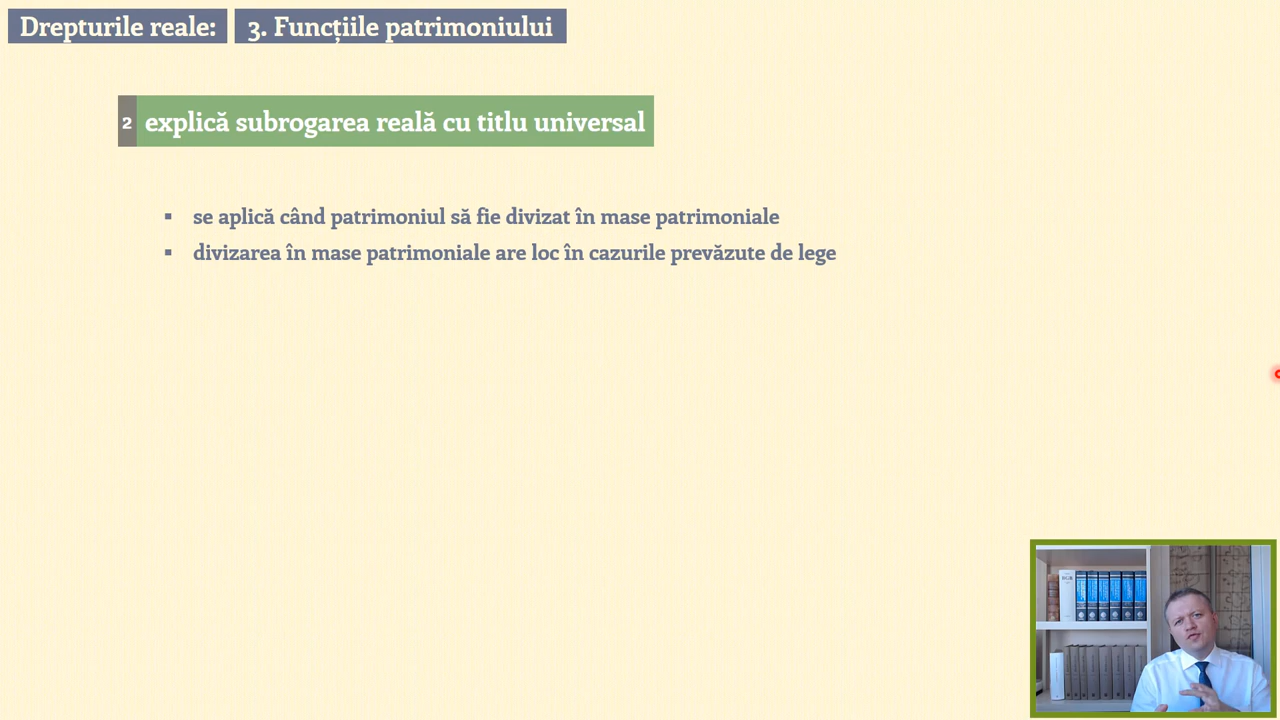 Drepturile reale: 3. Funcțiile patrimoniului
2 explică subrogarea reală cu titlu universal
▪ se aplică când patrimoniul să fie divizat în mase patrimoniale
▪ divizarea în mase patrimoniale are loc în cazurile prevăzute de lege